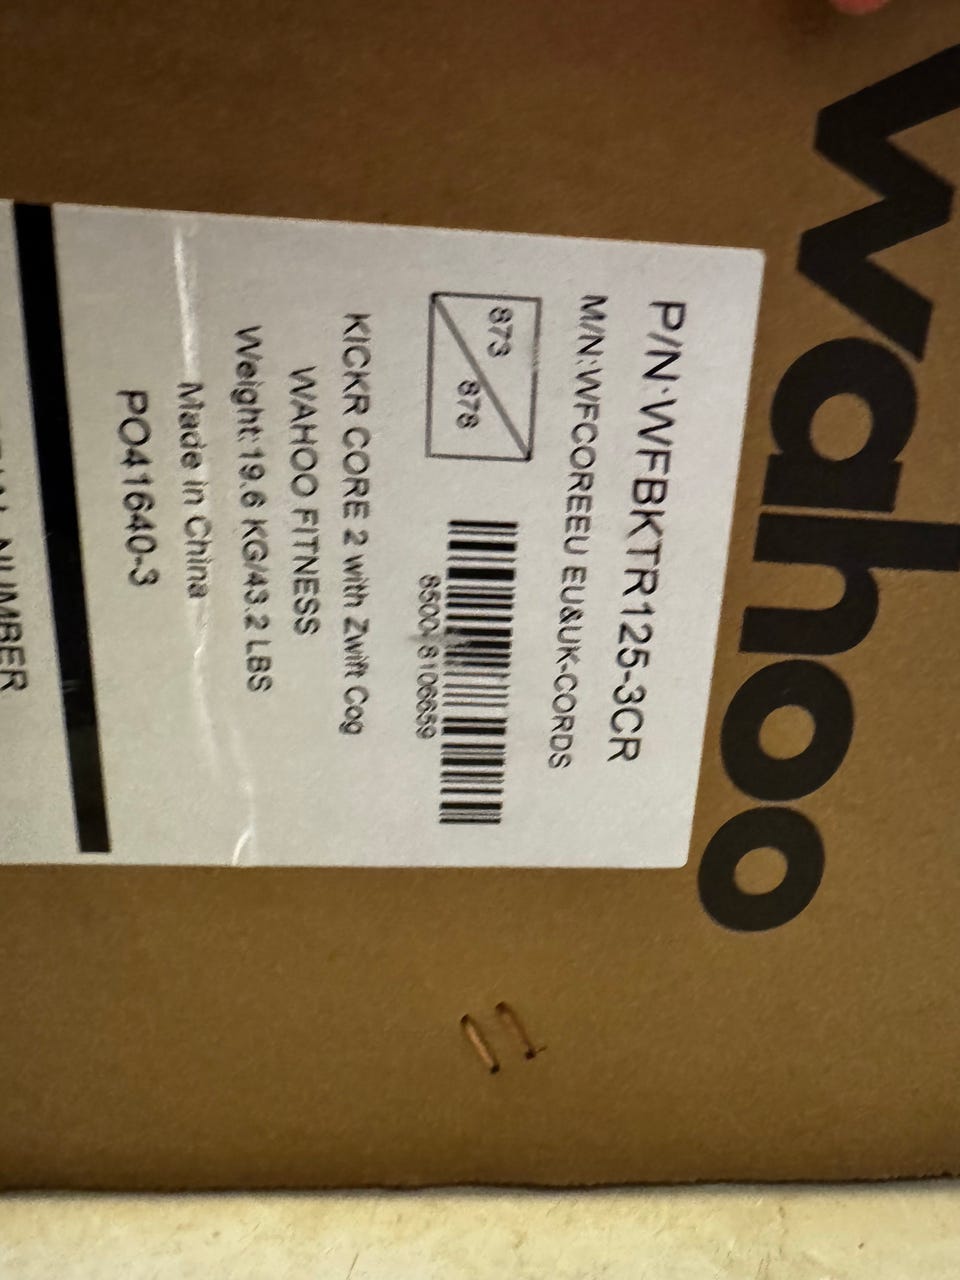 wahoo
P/N:WFBKTR125-3CR
M/N:WFCOREEU EU&UK-CORDS
873
878
8500 8106659
KICKR CORE 2 with Zwift Cog
WAHOO FITNESS
Weight:19.6 KG/43.2 LBS
Made in China
PO41640-3
NUMBER